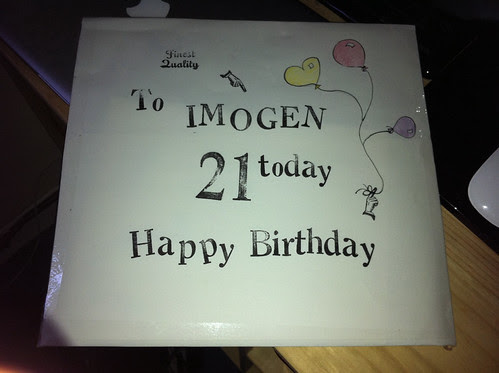 Finest
Quality
To
IMOGEN
21 today
Happy Birthday